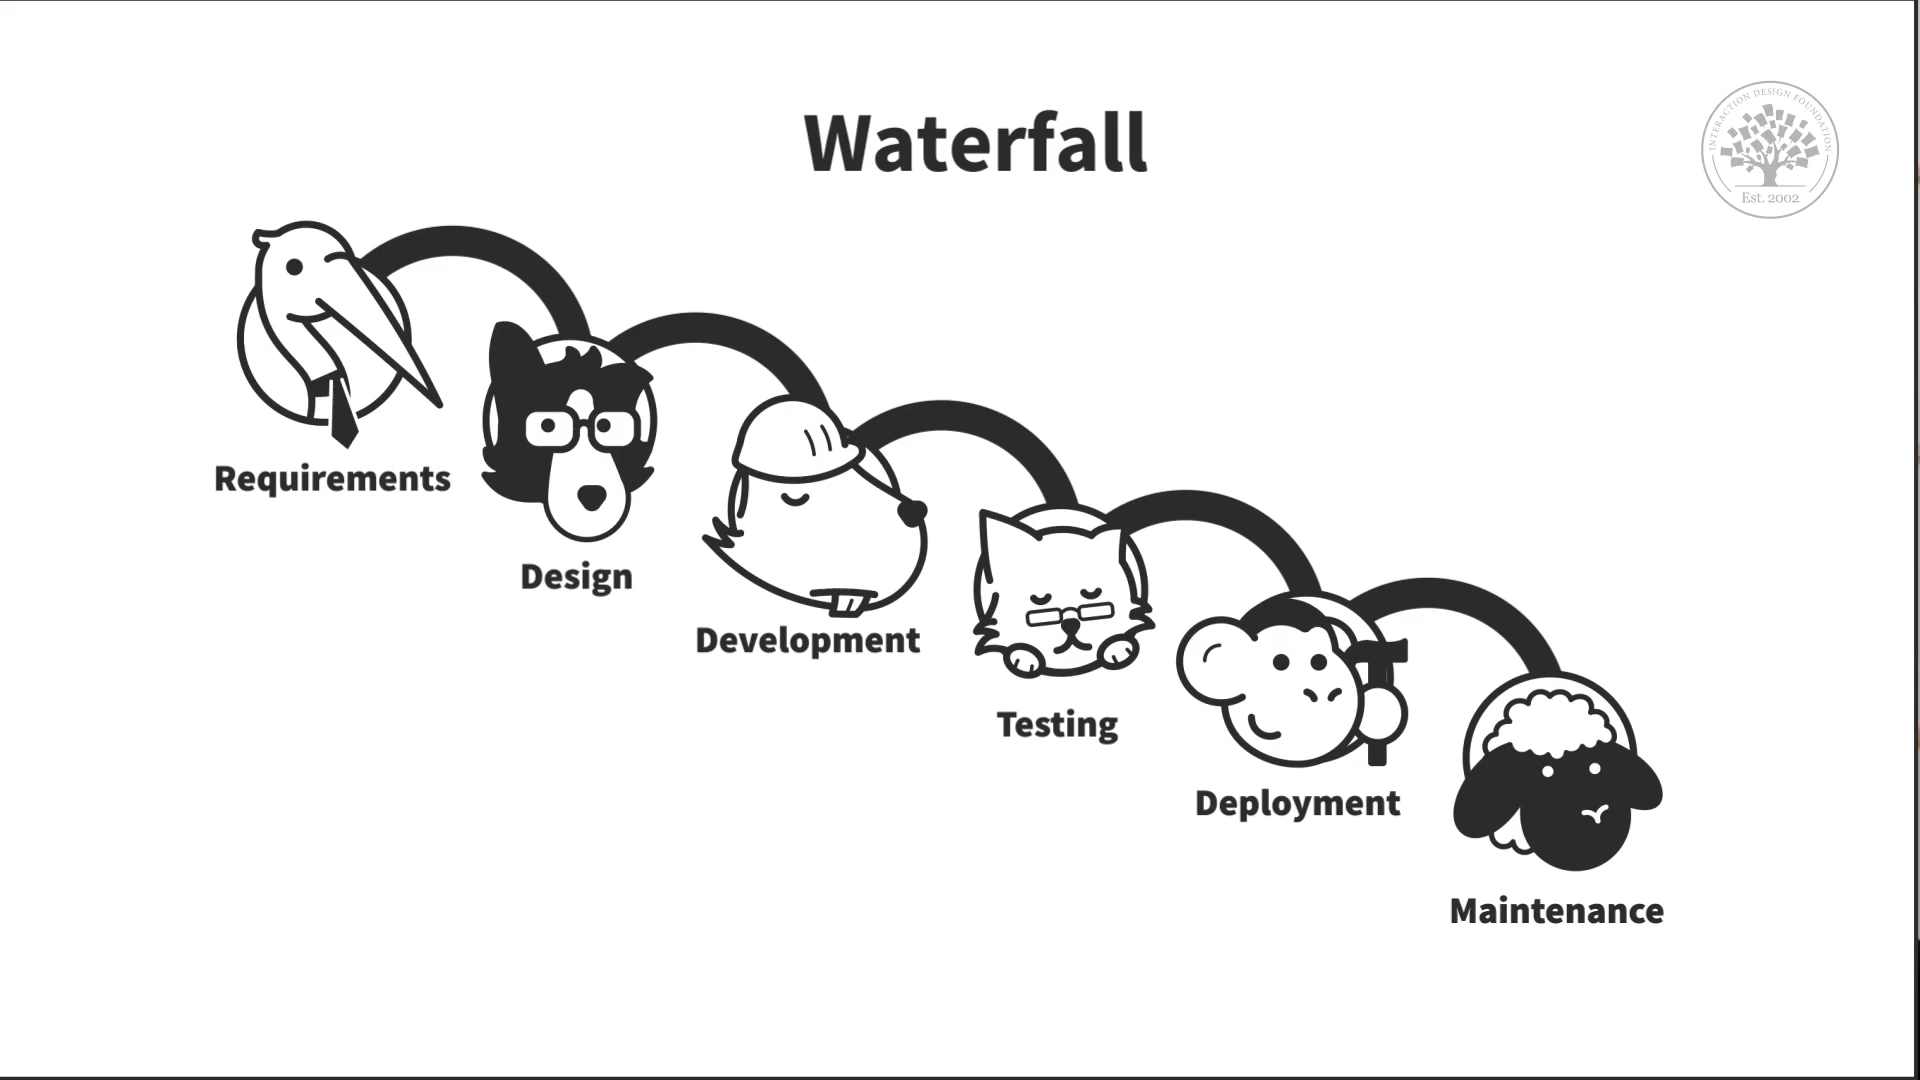 Waterfall
INTERACTION DESIGN FOUNDATION
Est. 2002
Requirements
Design
Development
Testing
Deployment
Maintenance